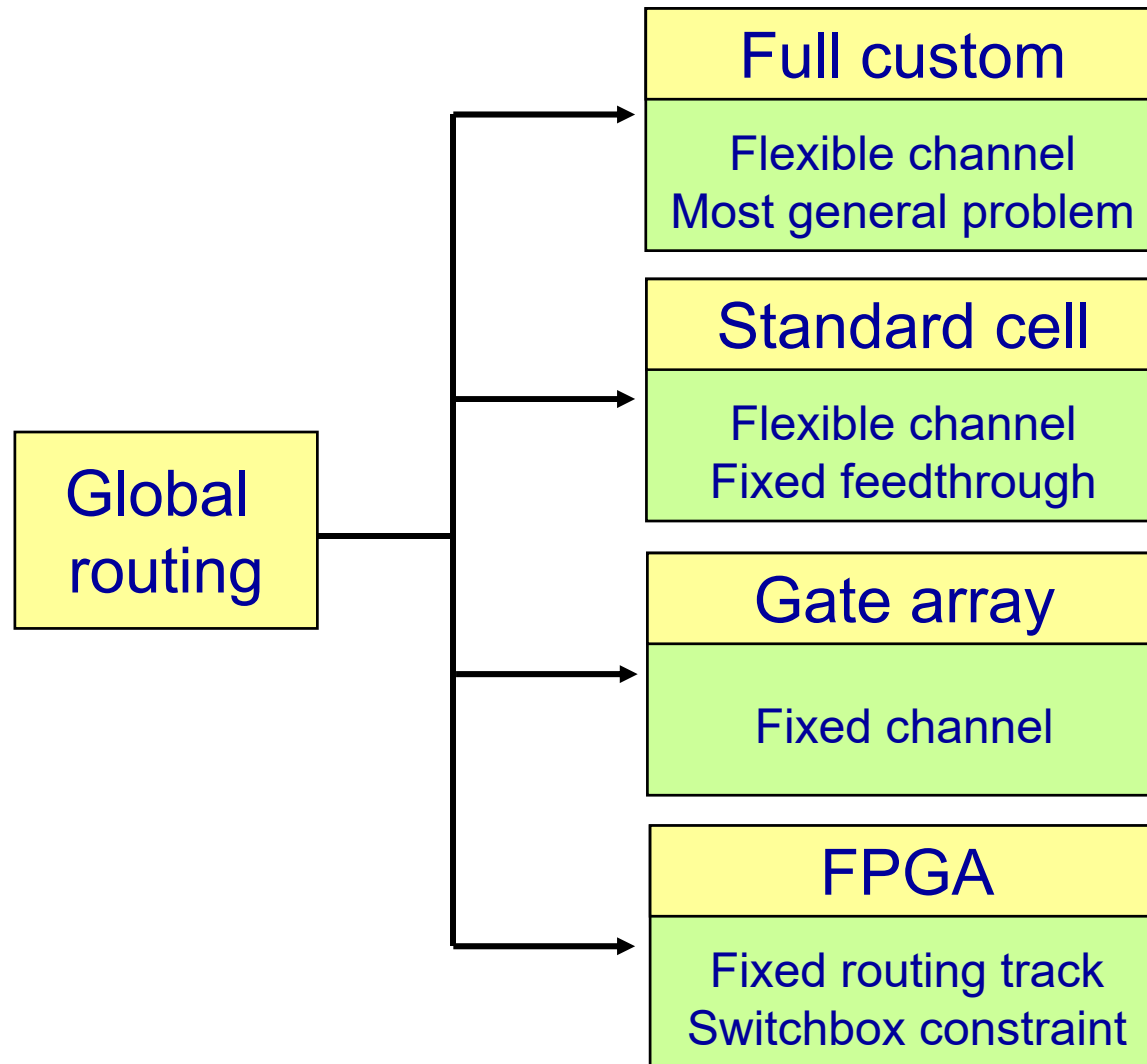 Global
routing
Full custom
Flexible channel
Most general problem
Standard cell
Flexible channel
Fixed feedthrough
Gate array
Fixed channel
FPGA
Fixed routing track
Switchbox constraint